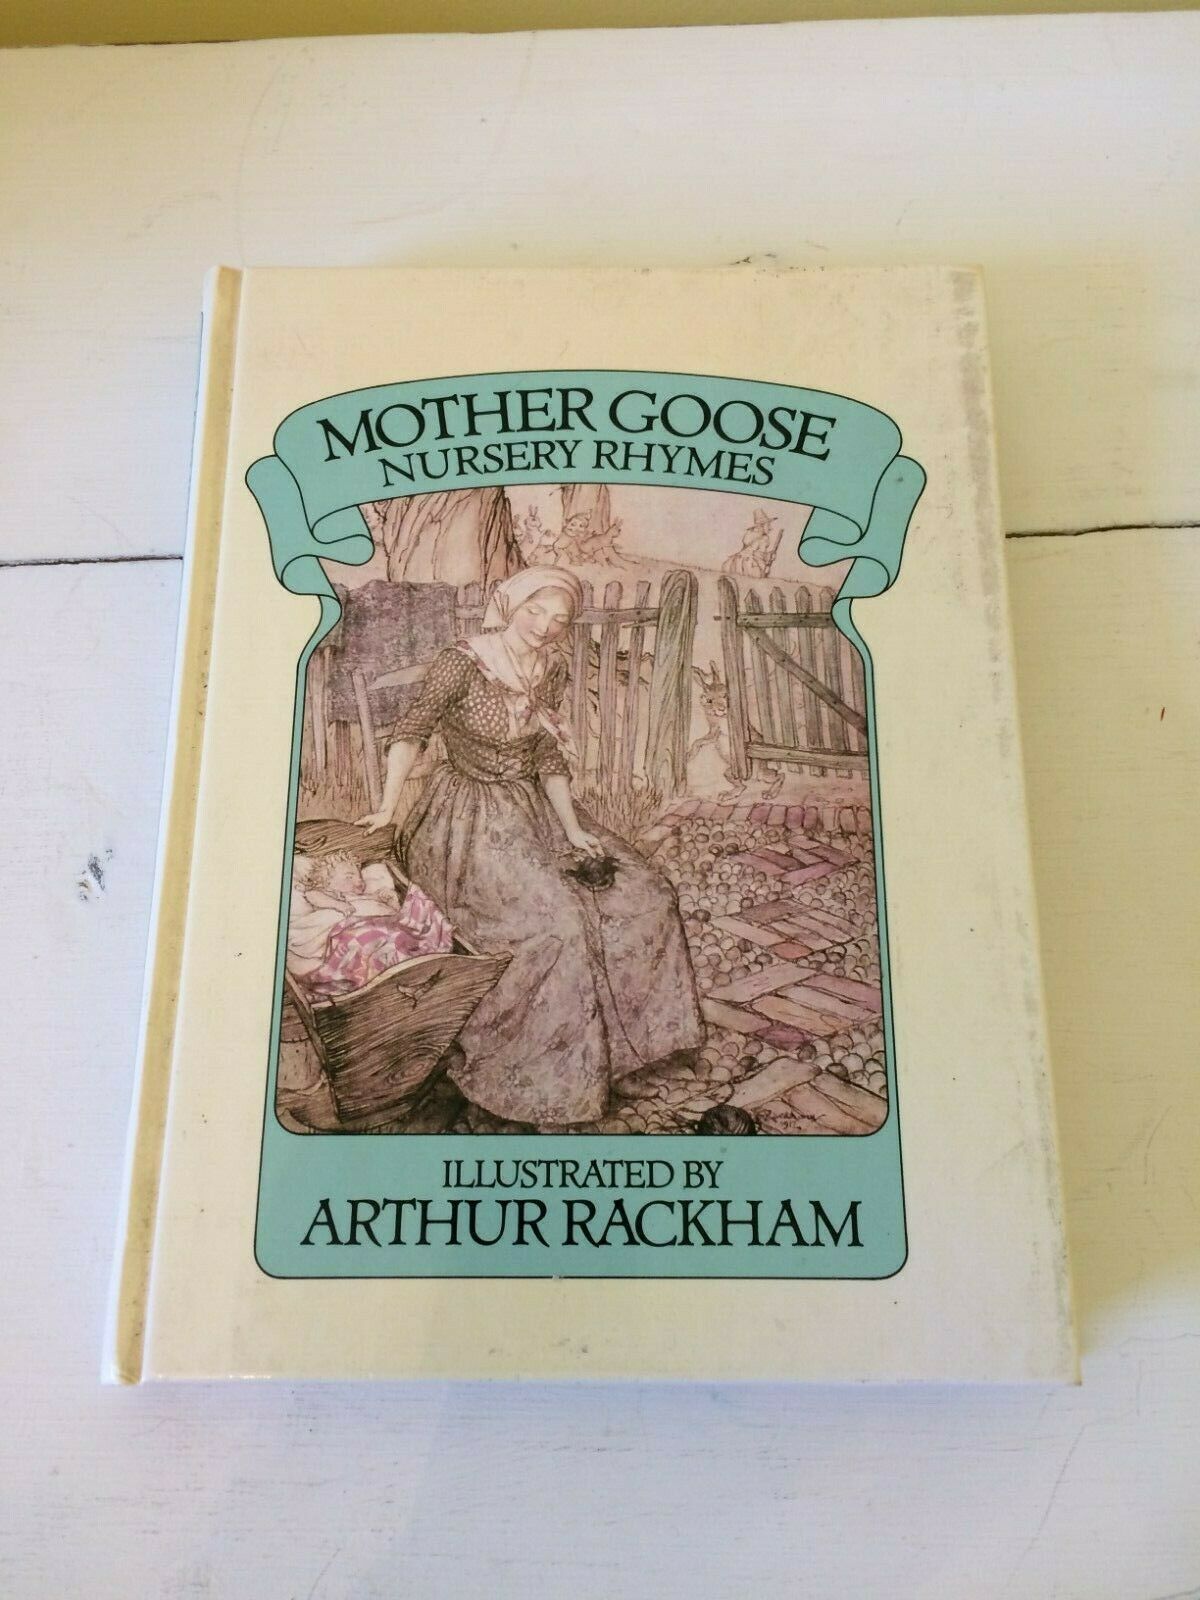 MOTHER GOOSE
NURSERY RHYMES
ILLUSTRATED BY
ARTHUR RACKHAM